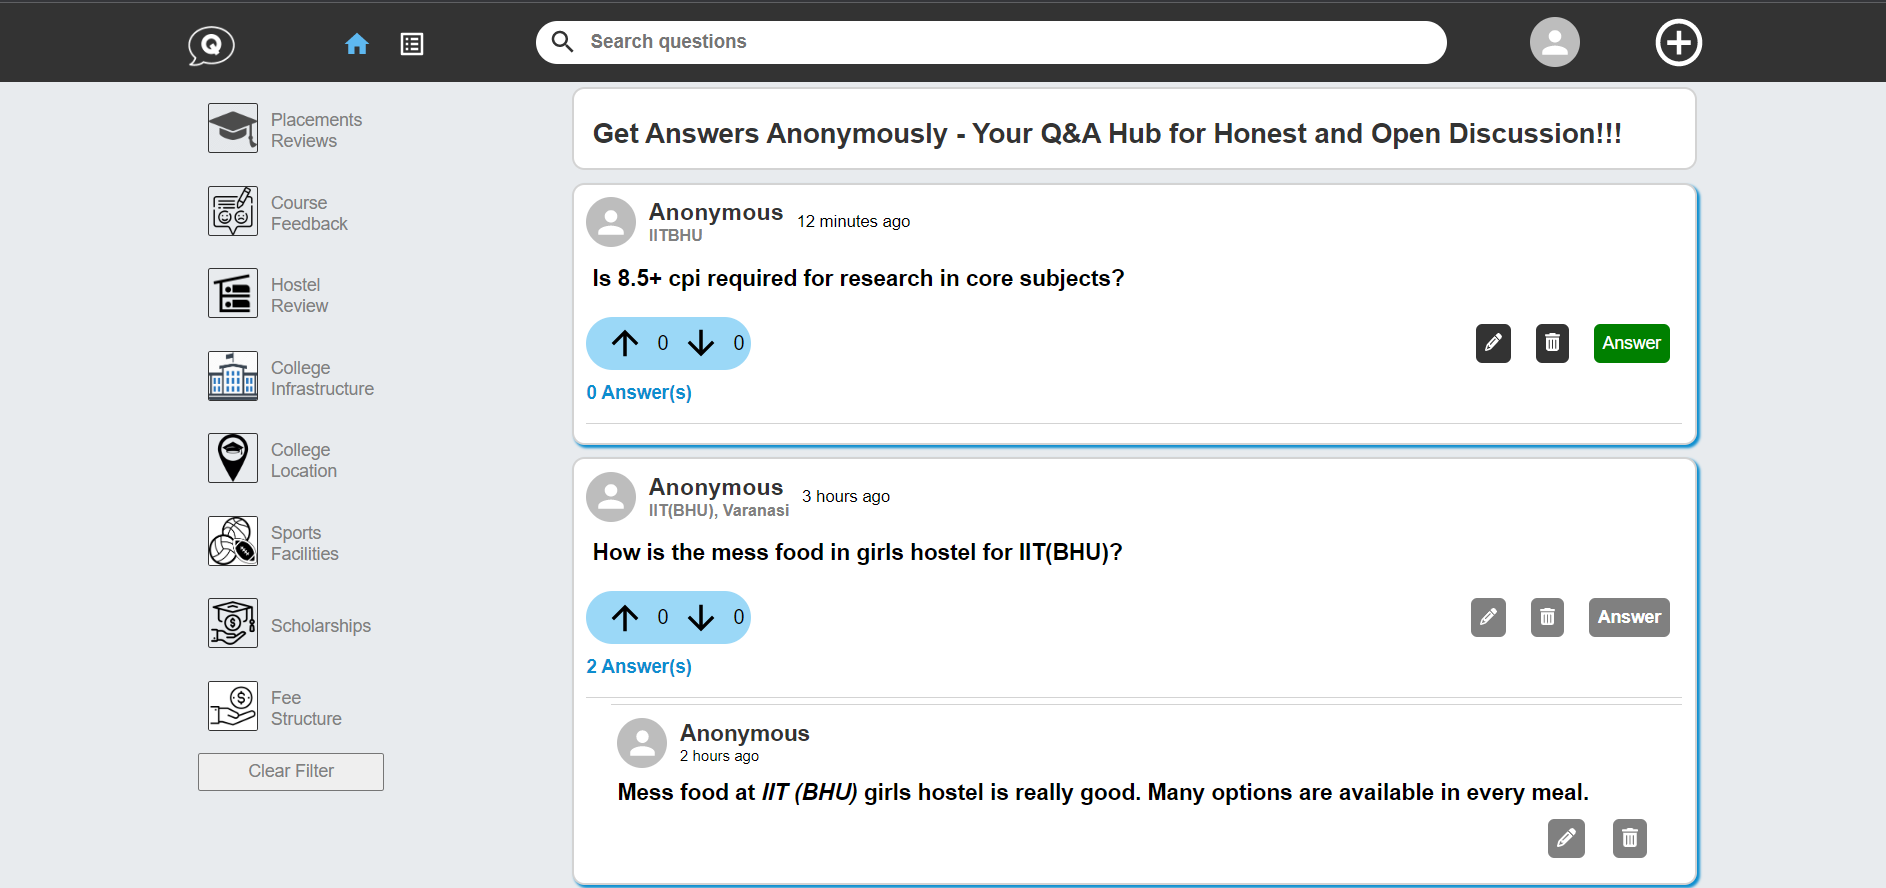 Q
Search questions
Placements
Reviews
Course
Feedback
Hostel
Review
College
Infrastructure
College
Location
Sports
Facilities
Scholarships
Fee
Structure
Clear Filter
Get Answers Anonymously - Your Q&A Hub for Honest and Open Discussion!!!
Anonymous 12 minutes ago
IITBHU
Is 8.5+ cpi required for research in core subjects?
0 0 Answer
0 Answer(s)
Anonymous 3 hours ago
IIT(BHU), Varanasi
How is the mess food in girls hostel for IIT(BHU)?
0 0 Answer
2 Answer(s)
Anonymous
2 hours ago
Mess food at IIT (BHU) girls hostel is really good. Many options are available in every meal.